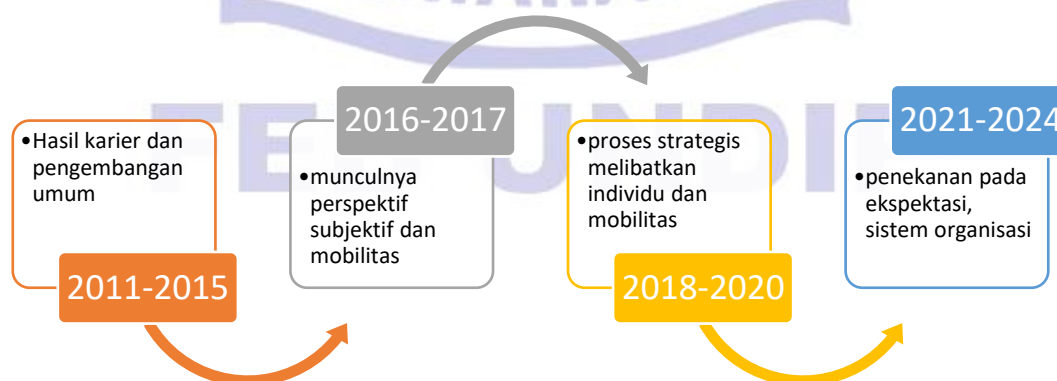 •Hasil karier dan
pengembangan
umum
2011-2015
2016-2017
•munculnya
perspektif
subjektif dan
mobilitas
•proses strategis
melibatkan
individu dan
mobilitas
2018-2020
2021-2024
•penekanan pada
ekspektasi,
sistem organisasi